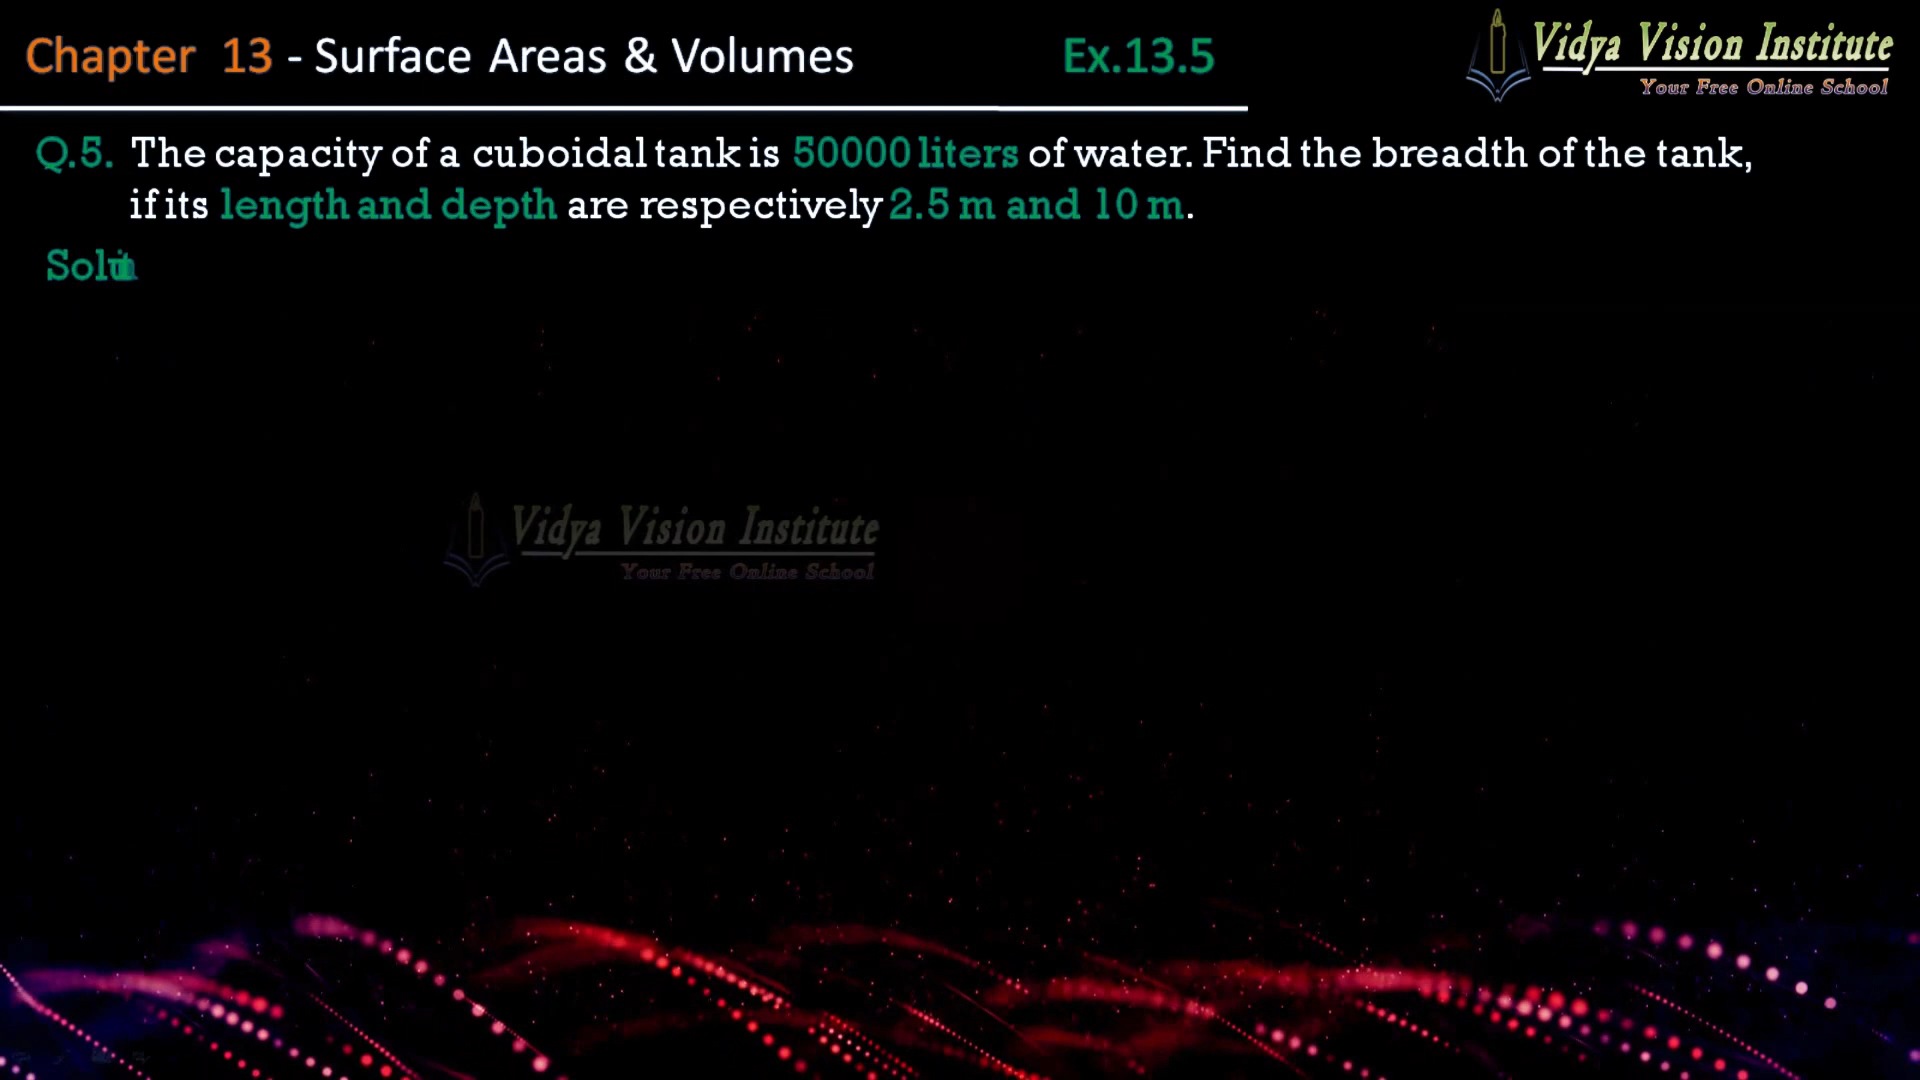 Chapter 13 - Surface Areas & Volumes Ex.13.5
Vidya Vision Institute
Your Free Online School
Q.5. The capacity of a cuboidal tank is 50000 liters of water. Find the breadth of the tank,
if its length and depth are respectively 2.5 m and 10 m.
Vidya Vision Institute
Your Free Online School